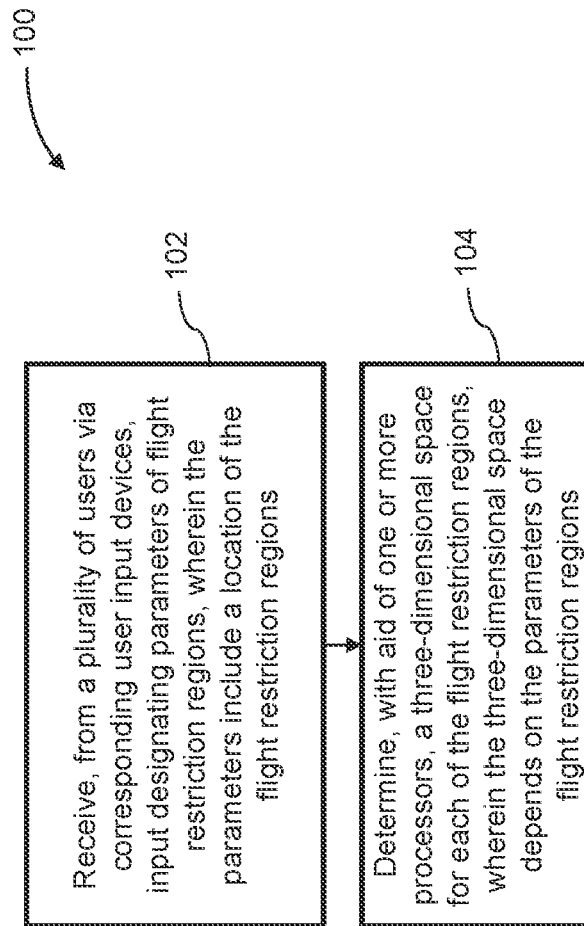 100
102
Receive, from a plurality of users via
corresponding user input devices,
input designating parameters of flight
restriction regions, wherein the
parameters include a location of the
flight restriction regions
104
Determine, with aid of one or more
processors, a three-dimensional space
for each of the flight restriction regions,
wherein the three-dimensional space
depends on the parameters of the
flight restriction regions